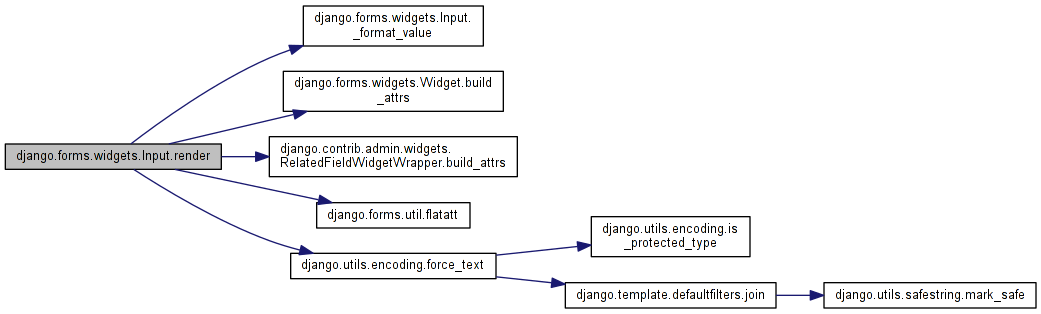 django.forms.widgets.Input.
_format_value
django.forms.widgets.Widget.build
_attrs
django.forms.widgets.Input.render
django.contrib.admin.widgets.
RelatedFieldWidgetWrapper.build_attrs
django.forms.util.flatatt
django.utils.encoding.is
_protected_type
django.utils.encoding.force_text
django.template.defaultfilters.join
django.utils.safestring.mark_safe